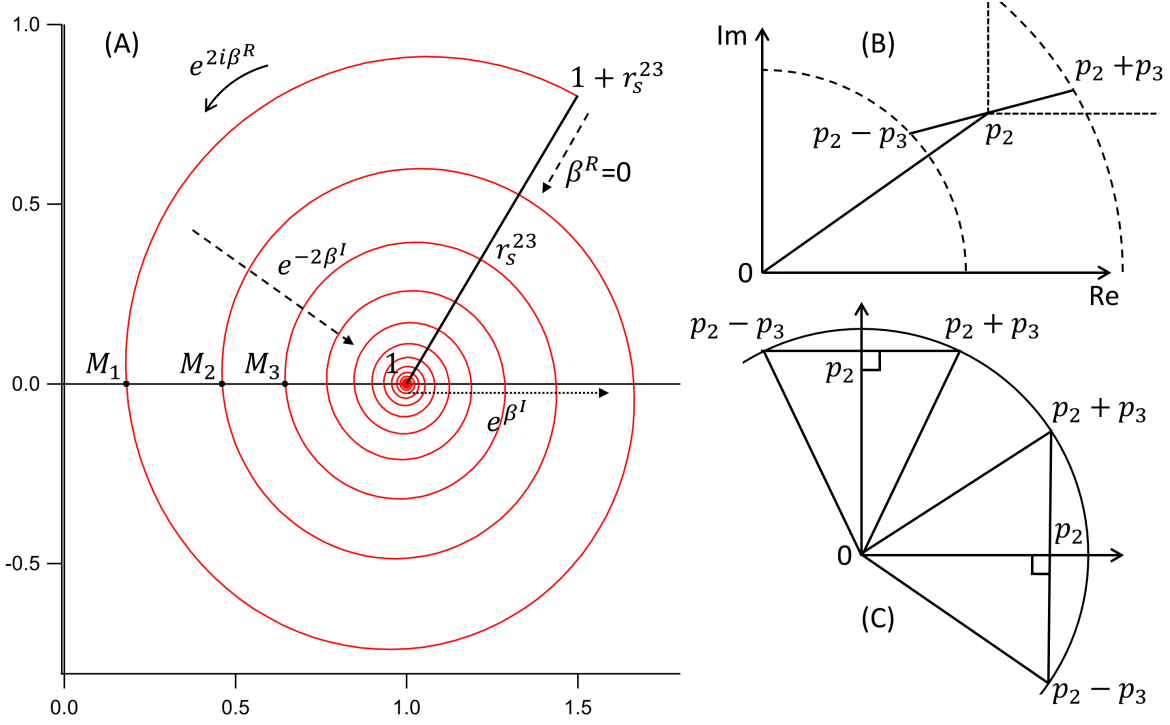 (A)
1.0
0.5
0.0
-0.5
0.0
0.5
1.0
1.5
e^{2iβ^R}
1 + r_s^{23}
β^R=0
r_s^{23}
e^{−2β^I}
M_1
M_2
M_3
1
e^{β^I}
(B)
Im
p_2 + p_3
p_2 − p_3
p_2
0
Re
p_2 − p_3
p_2 + p_3
p_2
p_2 + p_3
p_2
0
(C)
p_2 − p_3